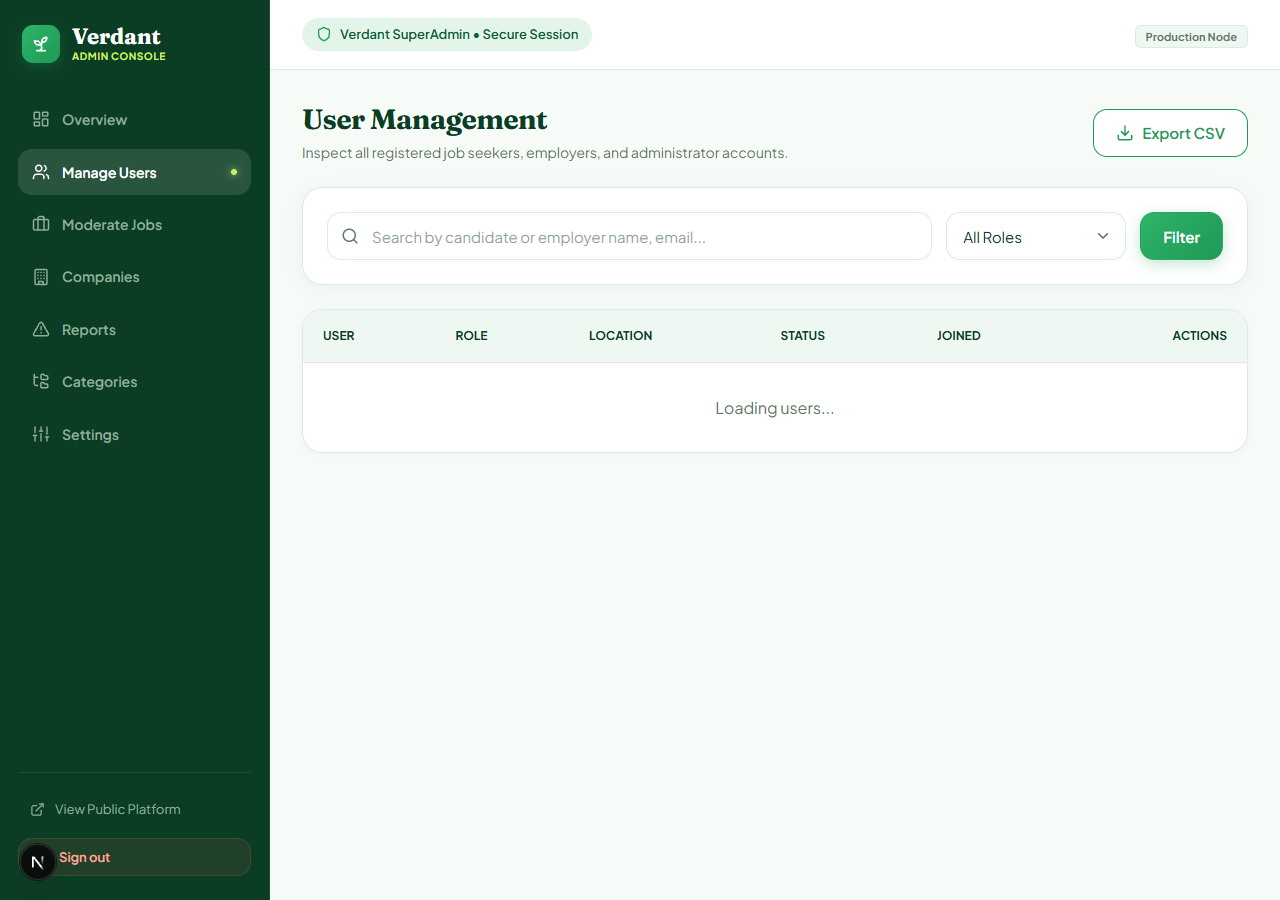 Verdant
ADMIN CONSOLE
Overview
Manage Users
Moderate Jobs
Companies
Reports
Categories
Settings
View Public Platform
N
Sign out
Verdant SuperAdmin • Secure Session
Production Node
User Management
Inspect all registered job seekers, employers, and administrator accounts.
Export CSV
Search by candidate or employer name, email...
All Roles
Filter
USER ROLE LOCATION STATUS JOINED ACTIONS
Loading users...